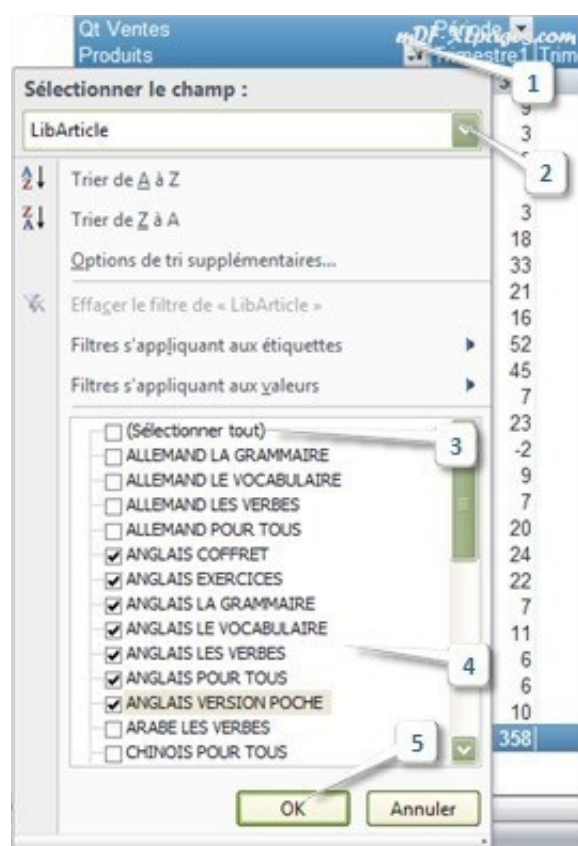 Qt Ventes Période
Produits Trimestre1 Trim
Sélectionner le champ :
1
LibArticle
2
9
3
Trier de A à Z
Trier de Z à A
3
Options de tri supplémentaires...
18
33
Effacer le filtre de « LibArticle »
21
16
Filtres s'appliquant aux étiquettes
52
Filtres s'appliquant aux valeurs
45
7
(Sélectionner tout)
3
23
ALLEMAND LA GRAMMAIRE
-2
ALLEMAND LE VOCABULAIRE
9
ALLEMAND LES VERBES
7
ALLEMAND POUR TOUS
20
ANGLAIS COFFRET
24
ANGLAIS EXERCICES
22
ANGLAIS LA GRAMMAIRE
7
ANGLAIS LE VOCABULAIRE
11
ANGLAIS LES VERBES
4
6
ANGLAIS POUR TOUS
6
ANGLAIS VERSION POCHE
10
ARABE LES VERBES
5
358
CHINOIS POUR TOUS
OK Annuler